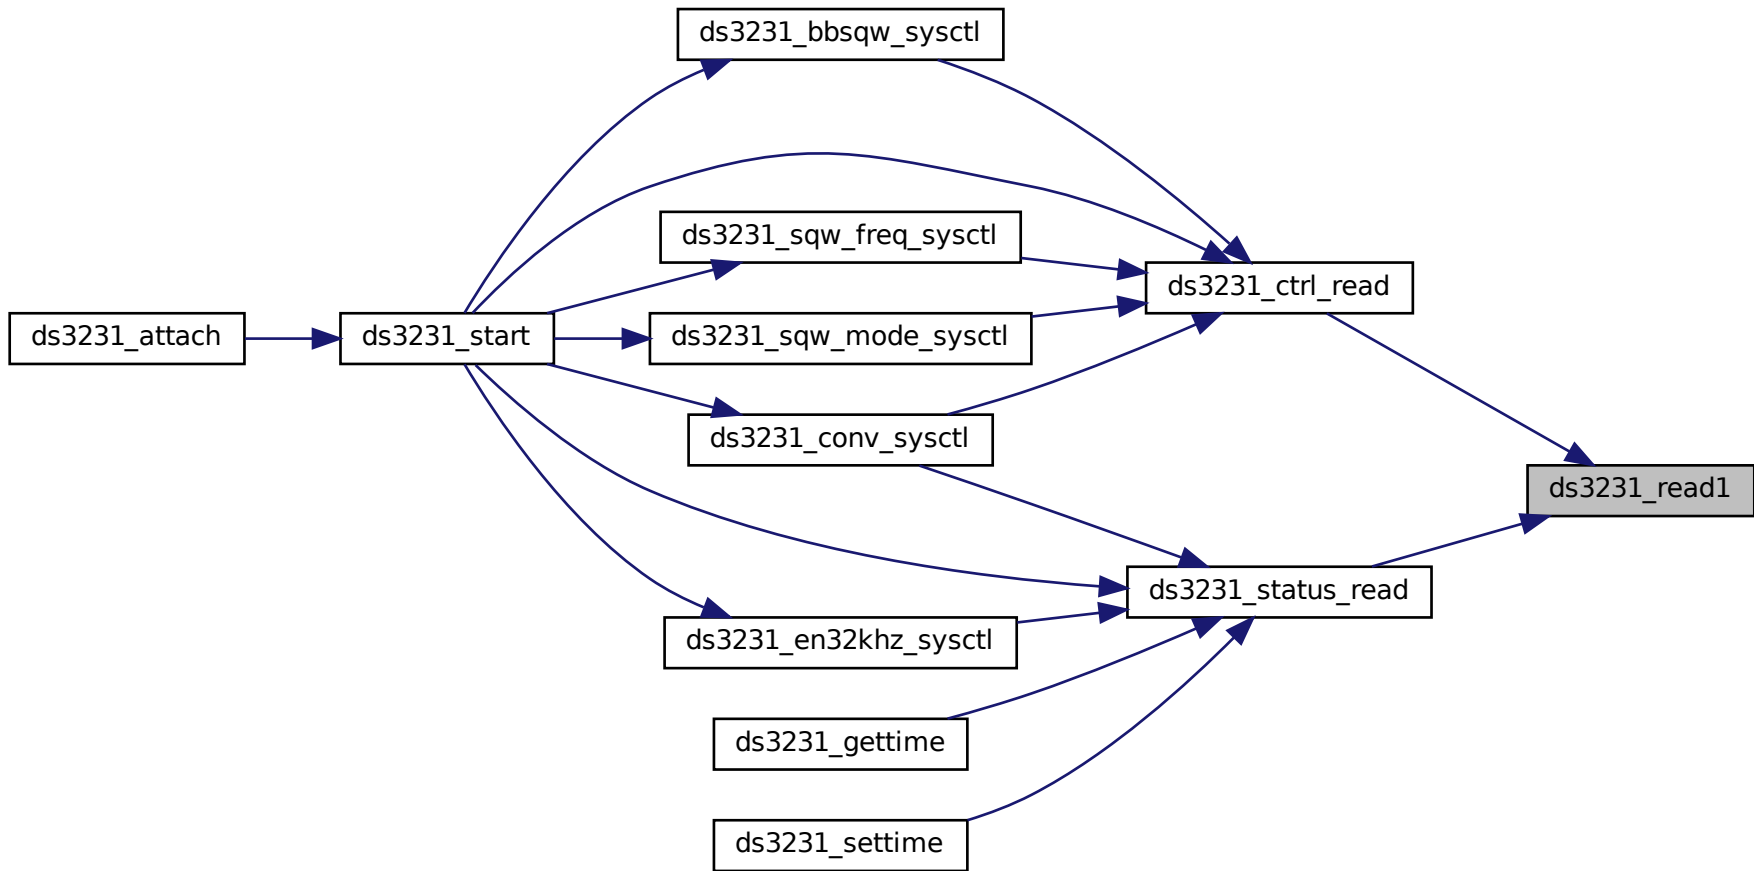 ds3231_bbsqw_sysctl
ds3231_sqw_freq_sysctl
ds3231_ctrl_read
ds3231_attach
ds3231_start
ds3231_sqw_mode_sysctl
ds3231_conv_sysctl
ds3231_read1
ds3231_status_read
ds3231_en32khz_sysctl
ds3231_gettime
ds3231_settime